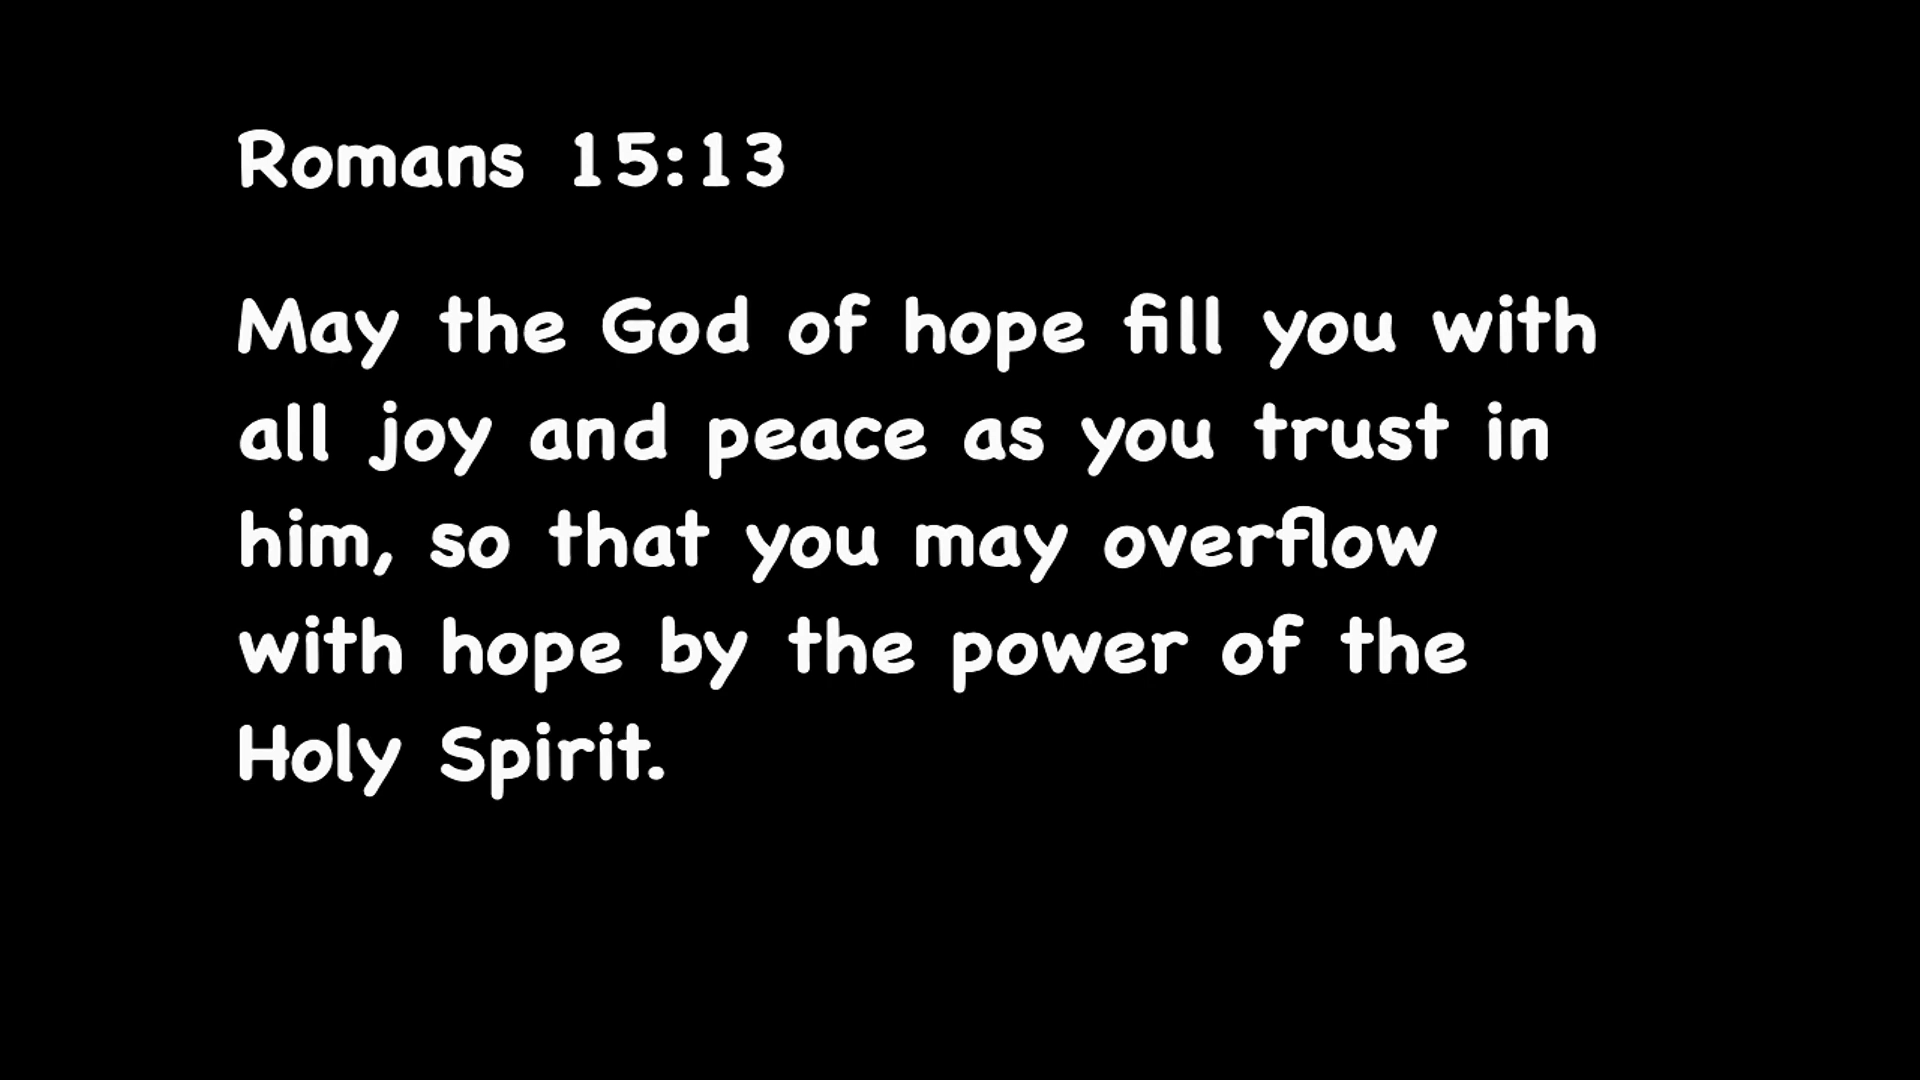 Romans 15:13
May the God of hope fill you with
all joy and peace as you trust in
him, so that you may overflow
with hope by the power of the
Holy Spirit.